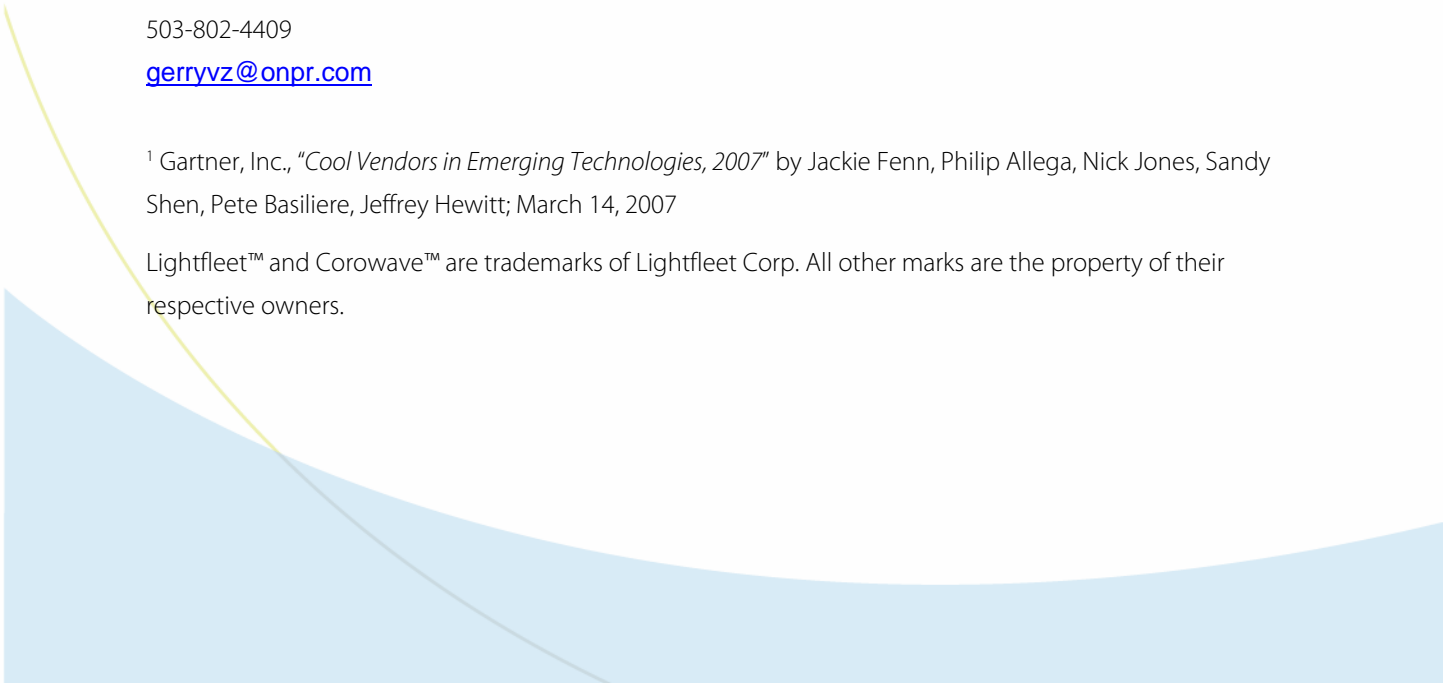 503-802-4409
gerryvz@onpr.com
¹ Gartner, Inc., “Cool Vendors in Emerging Technologies, 2007” by Jackie Fenn, Philip Allega, Nick Jones, Sandy
Shen, Pete Basiliere, Jeffrey Hewitt; March 14, 2007
Lightfleet™ and Corowave™ are trademarks of Lightfleet Corp. All other marks are the property of their
respective owners.